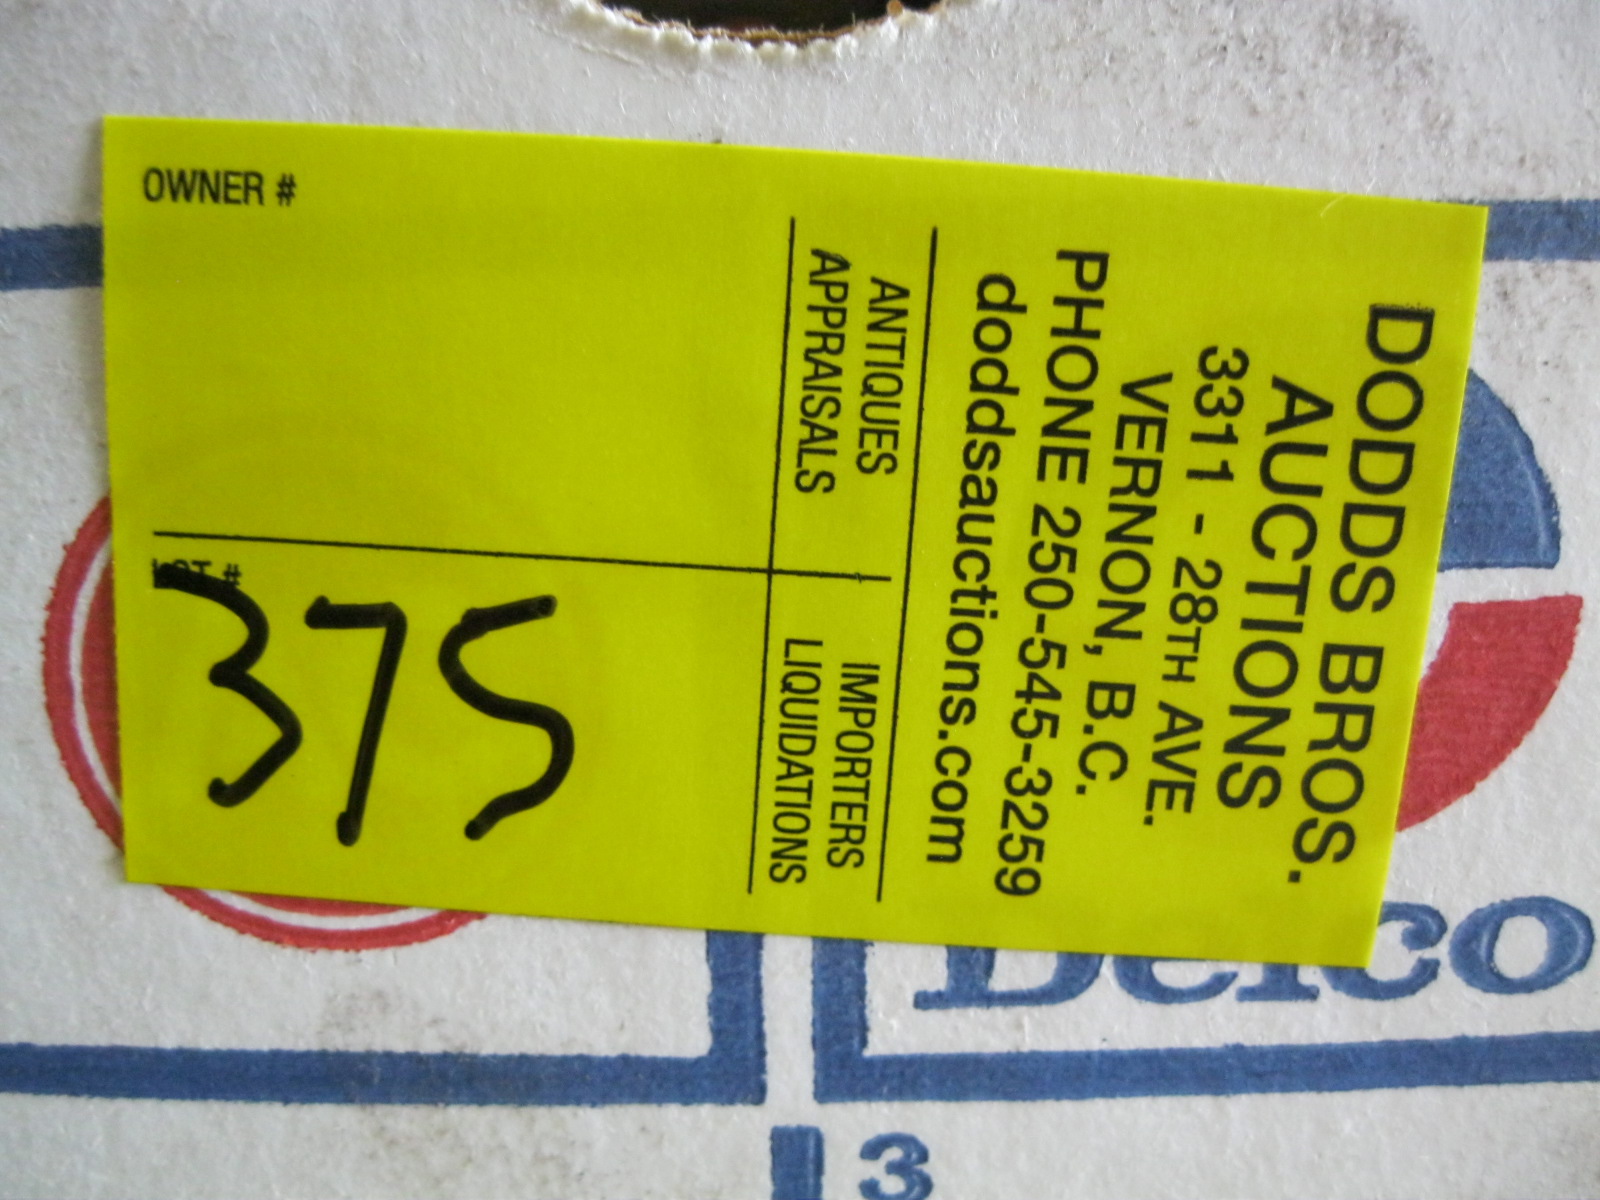 OWNER #
LOT #
375
DODDS BROS.
AUCTIONS
3311 - 28TH AVE.
VERNON, B.C.
PHONE 250-545-3259
doddsauctions.com
ANTIQUES
APPRAISALS
IMPORTERS
LIQUIDATIONS
Delco
3